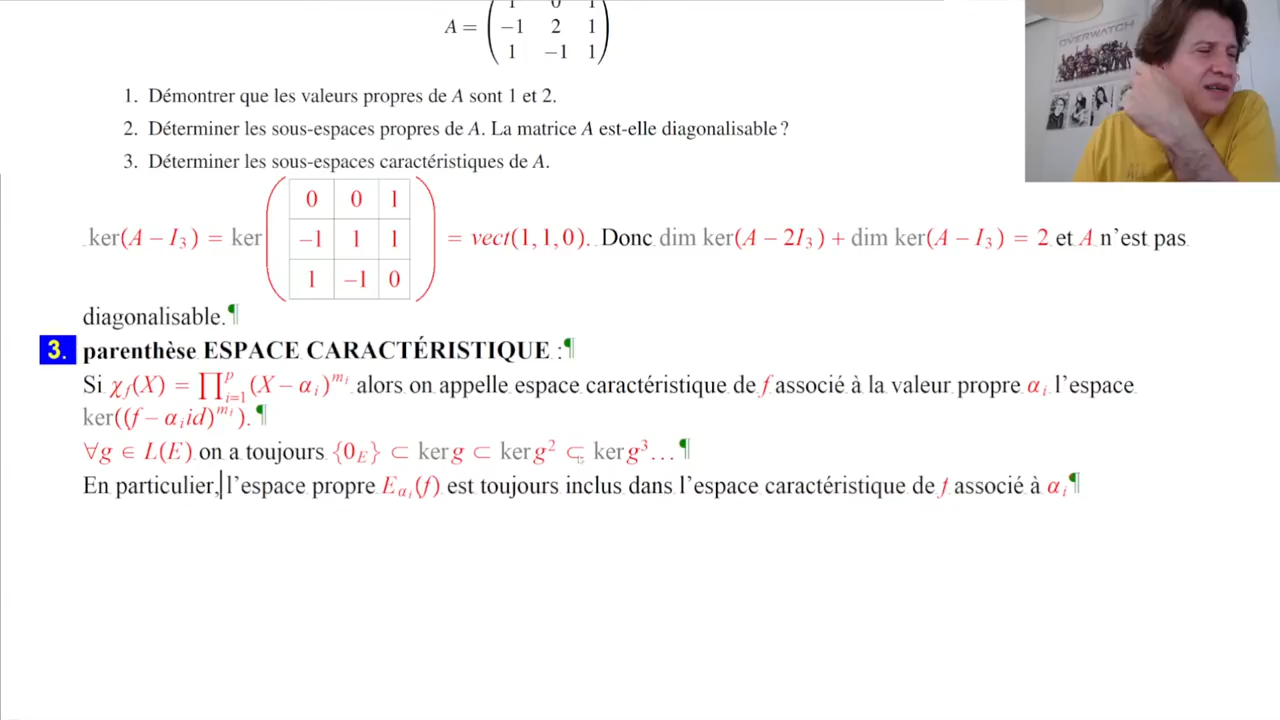 A = ( 1 0 1
−1 2 1
1 −1 1 )
1. Démontrer que les valeurs propres de A sont 1 et 2.
2. Déterminer les sous-espaces propres de A. La matrice A est-elle diagonalisable ?
3. Déterminer les sous-espaces caractéristiques de A.
0 0 1
ker(A − I₃) = ker ( −1 1 1 ) = vect(1, 1, 0). Donc dim ker(A − 2I₃) + dim ker(A − I₃) = 2 et A n’est pas
1 −1 0
diagonalisable.¶
3. parenthèse ESPACE CARACTÉRISTIQUE :¶
Si χ_f(X) = ∏_{i=1}^{p} (X − α_i)^{m_i} alors on appelle espace caractéristique de f associé à la valeur propre α_i l’espace
ker((f − α_i id)^{m_i}).¶
∀g ∈ L(E) on a toujours {0_E} ⊂ ker g ⊂ ker g² ⊂ ker g³…¶
En particulier, l’espace propre E_{α_i}(f) est toujours inclus dans l’espace caractéristique de f associé à α_i¶
OVERWATCH